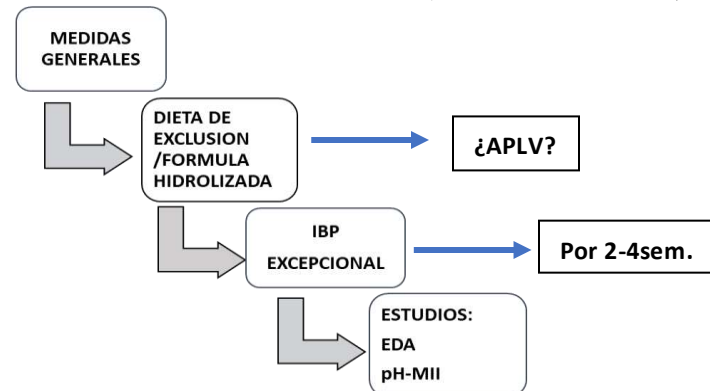 MEDIDAS
GENERALES
DIETA DE
EXCLUSION
/FORMULA
HIDROLIZADA
¿APLV?
IBP
EXCEPCIONAL
Por 2-4sem.
ESTUDIOS:
EDA
pH-MII